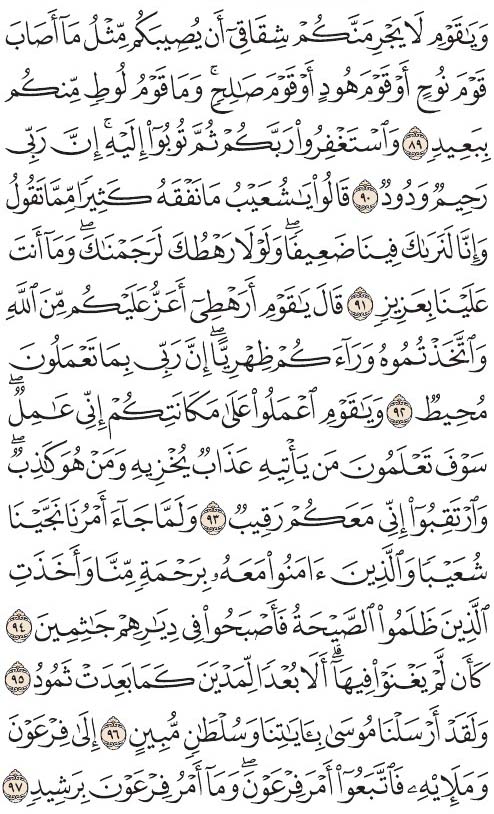 وَيَٰقَوْمِ لَا يَجْرِمَنَّكُمْ شِقَاقِىٓ أَن يُصِيبَكُم مِّثْلُ مَآ أَصَابَ
قَوْمَ نُوحٍ أَوْ قَوْمَ هُودٍ أَوْ قَوْمَ صَٰلِحٍۚ وَمَا قَوْمُ لُوطٍ مِّنكُم
بِبَعِيدٍ ٨٩ وَٱسْتَغْفِرُوا۟ رَبَّكُمْ ثُمَّ تُوبُوٓا۟ إِلَيْهِۚ إِنَّ رَبِّى
رَحِيمٌ وَدُودٌ ٩٠ قَالُوا۟ يَٰشُعَيْبُ مَا نَفْقَهُ كَثِيرًا مِّمَّا تَقُولُ
وَإِنَّا لَنَرَىٰكَ فِينَا ضَعِيفًاۖ وَلَوْلَا رَهْطُكَ لَرَجَمْنَٰكَۖ وَمَآ أَنتَ
عَلَيْنَا بِعَزِيزٍ ٩١ قَالَ يَٰقَوْمِ أَرَهْطِىٓ أَعَزُّ عَلَيْكُم مِّنَ ٱللَّهِ
وَٱتَّخَذْتُمُوهُ وَرَآءَكُمْ ظِهْرِيًّاۖ إِنَّ رَبِّى بِمَا تَعْمَلُونَ
مُحِيطٌ ٩٢ وَيَٰقَوْمِ ٱعْمَلُوا۟ عَلَىٰ مَكَانَتِكُمْ إِنِّى عَٰمِلٌۖ
سَوْفَ تَعْلَمُونَ مَن يَأْتِيهِ عَذَابٌ يُخْزِيهِ وَمَنْ هُوَ كَٰذِبٌۖ
وَٱرْتَقِبُوٓا۟ إِنِّى مَعَكُمْ رَقِيبٌ ٩٣ وَلَمَّا جَآءَ أَمْرُنَا نَجَّيْنَا
شُعَيْبًا وَٱلَّذِينَ ءَامَنُوا۟ مَعَهُۥ بِرَحْمَةٍ مِّنَّا وَأَخَذَتِ
ٱلَّذِينَ ظَلَمُوا۟ ٱلصَّيْحَةُ فَأَصْبَحُوا۟ فِى دِيَٰرِهِمْ جَٰثِمِينَ ٩٤
كَأَن لَّمْ يَغْنَوْا۟ فِيهَآۗ أَلَا بُعْدًا لِّمَدْيَنَ كَمَا بَعِدَتْ ثَمُودُ ٩٥
وَلَقَدْ أَرْسَلْنَا مُوسَىٰ بِـَٔايَٰتِنَا وَسُلْطَٰنٍ مُّبِينٍ ٩٦ إِلَىٰ فِرْعَوْنَ
وَمَلَإِي۟هِۦ فَٱتَّبَعُوٓا۟ أَمْرَ فِرْعَوْنَۖ وَمَآ أَمْرُ فِرْعَوْنَ بِرَشِيدٍ ٩٧